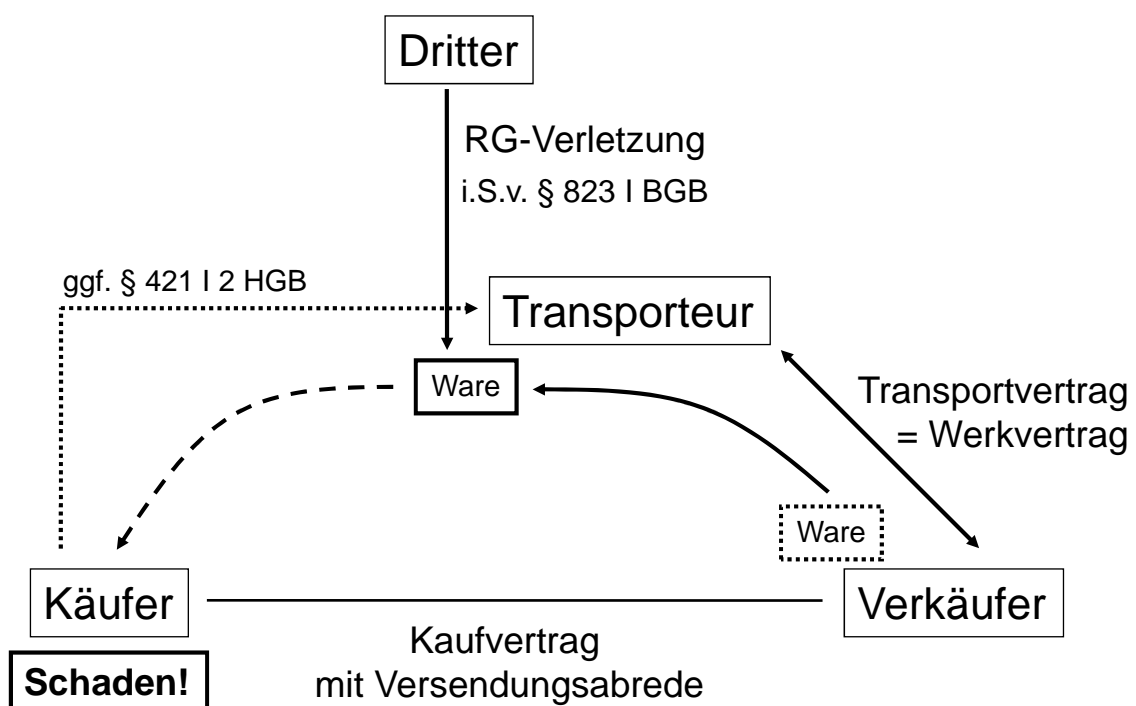 Dritter
RG-Verletzung
i.S.v. § 823 I BGB
ggf. § 421 I 2 HGB
Transporteur
Ware
Transportvertrag
= Werkvertrag
Ware
Käufer
Verkäufer
Kaufvertrag
mit Versendungsabrede
Schaden!